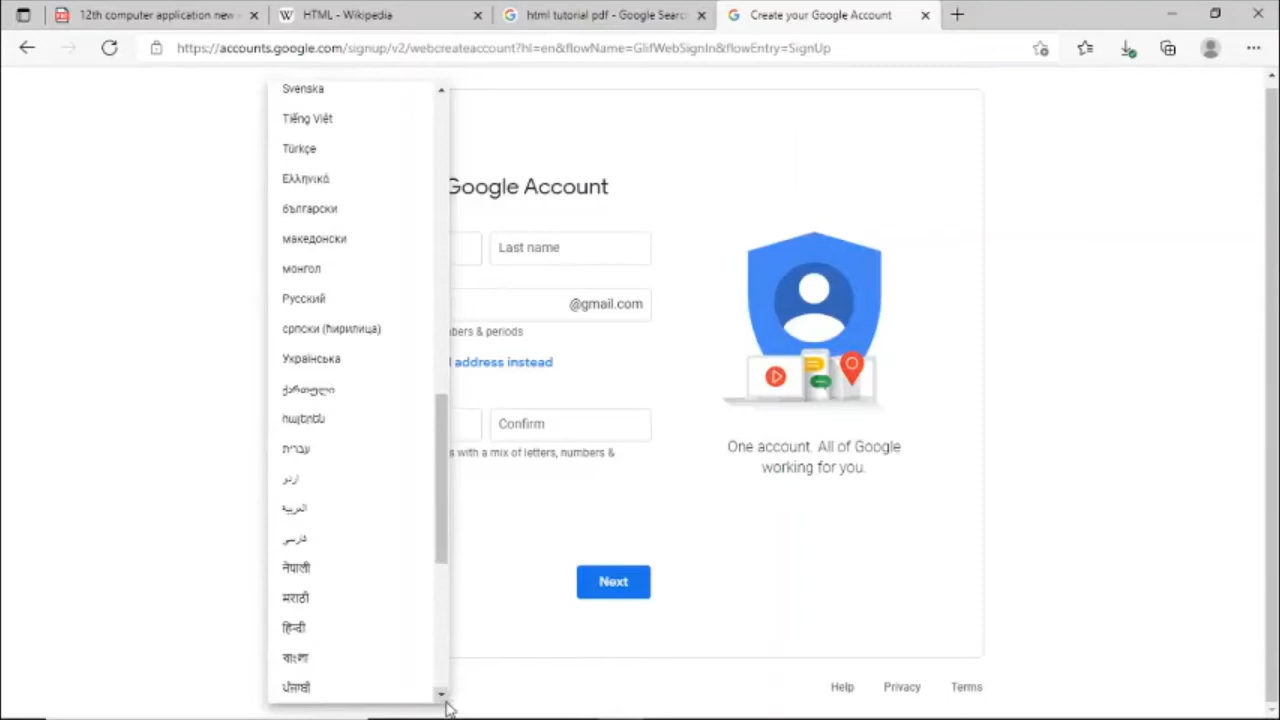 12th computer application new
HTML - Wikipedia
html tutorial pdf - Google Searc
Create your Google Account
https://accounts.google.com/signup/v2/webcreateaccount?hl=en&flowName=GlifWebSignIn&flowEntry=SignUp
Svenska
Tiếng Việt
Türkçe
Ελληνικά
български
македонски
монгол
Русский
српски (ћирилица)
Українська
ქართული
հայերեն
עברית
اردو
العربية
فارسی
नेपाली
मराठी
हिन्दी
বাংলা
ਪੰਜਾਬੀ
Google Account
Last name
@gmail.com
bers & periods
l address instead
Confirm
s with a mix of letters, numbers &
Next
One account. All of Google
working for you.
Help Privacy Terms